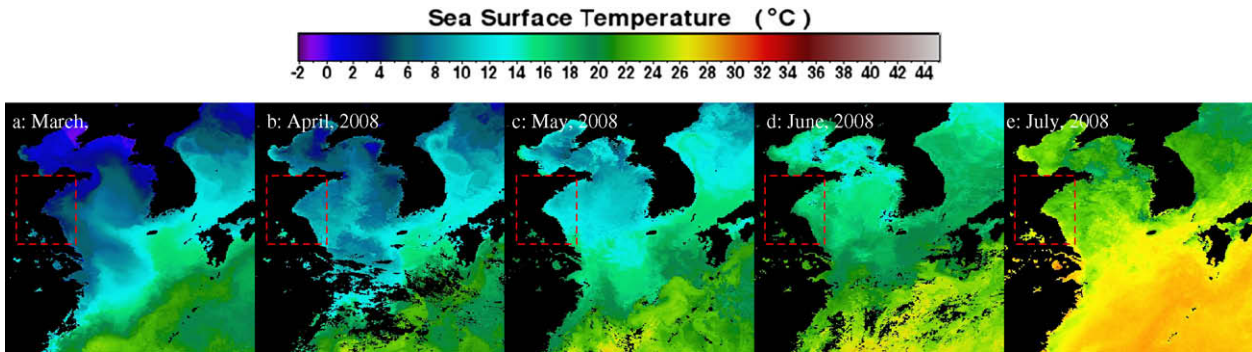 Sea Surface Temperature (°C)
-2 0 2 4 6 8 10 12 14 16 18 20 22 24 26 28 30 32 34 36 38 40 42 44
a: March,
b: April, 2008
c: May, 2008
d: June, 2008
e: July, 2008